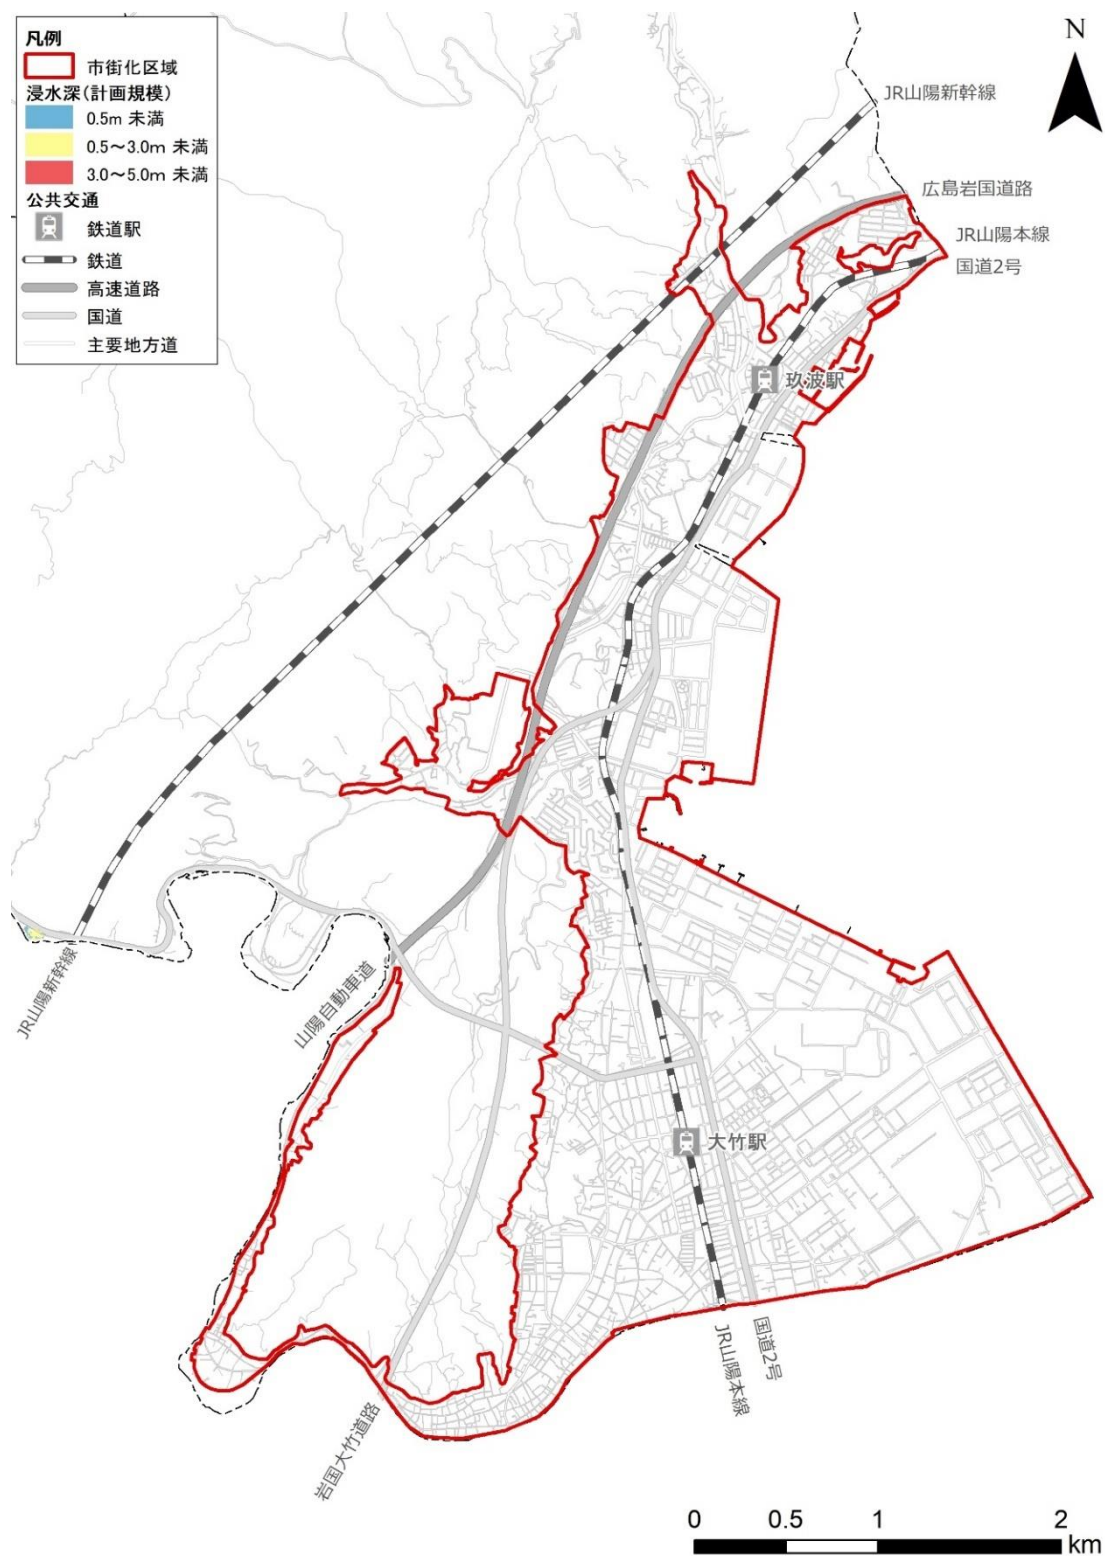 凡例
市街化区域
浸水深(計画規模)
0.5m 未満
0.5～3.0m 未満
3.0～5.0m 未満
公共交通
鉄道駅
鉄道
高速道路
国道
主要地方道
N
JR山陽新幹線
広島岩国道路
JR山陽本線
国道2号
玖波駅
JR山陽新幹線
山陽自動車道
大竹駅
国道2号
JR山陽本線
岩国大竹道路
0 0.5 1 2
km